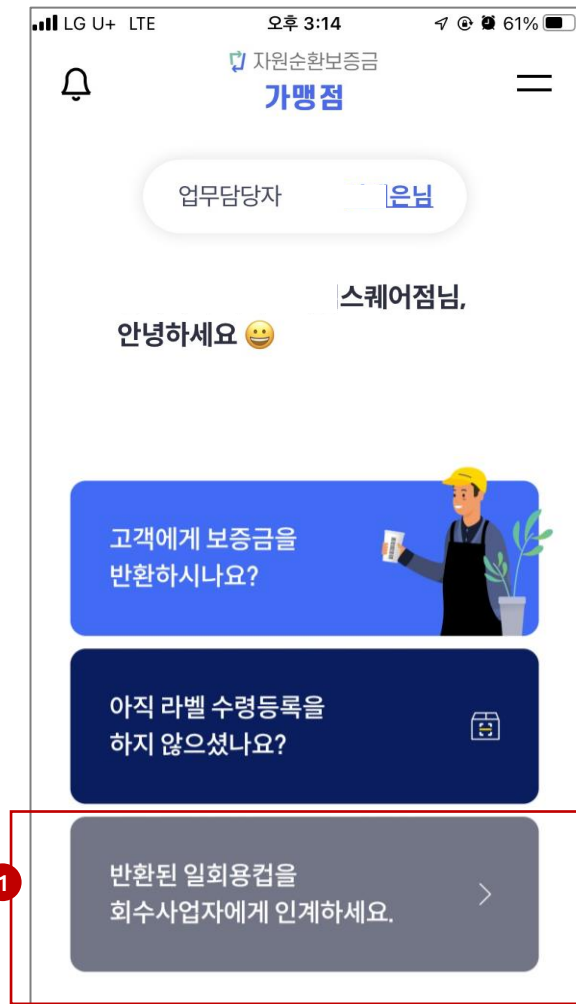 LG U+ LTE 오후 3:14 61%
자원순환보증금
가맹점
업무담당자 은님
스퀘어점님,
안녕하세요 😀
고객에게 보증금을
반환하시나요?
아직 라벨 수령등록을
하지 않으셨나요?
1
반환된 일회용컵을
회수사업자에게 인계하세요.